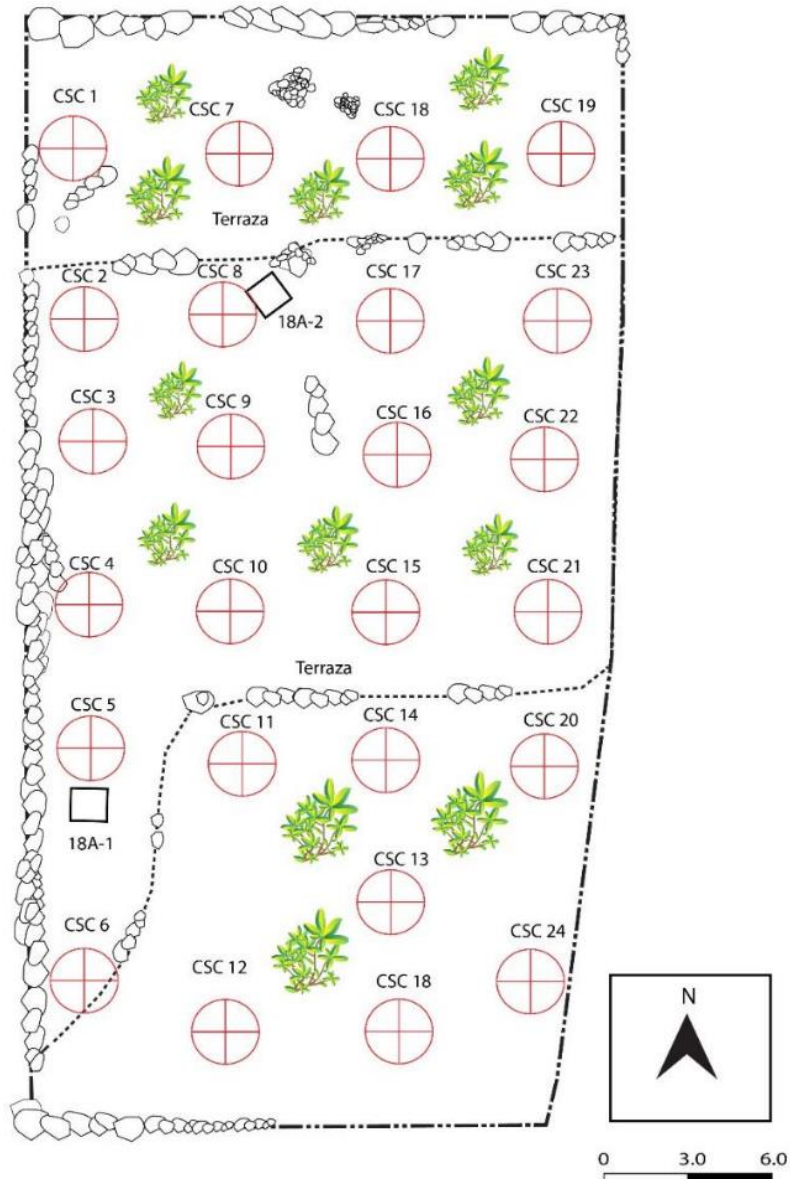 CSC 1
CSC 7
CSC 18
CSC 19
Terraza
CSC 2
CSC 8
CSC 17
CSC 23
18A-2
CSC 3
CSC 9
CSC 16
CSC 22
CSC 4
CSC 10
CSC 15
CSC 21
Terraza
CSC 5
CSC 11
CSC 14
CSC 20
18A-1
CSC 13
CSC 6
CSC 12
CSC 18
CSC 24
N
0 3.0 6.0